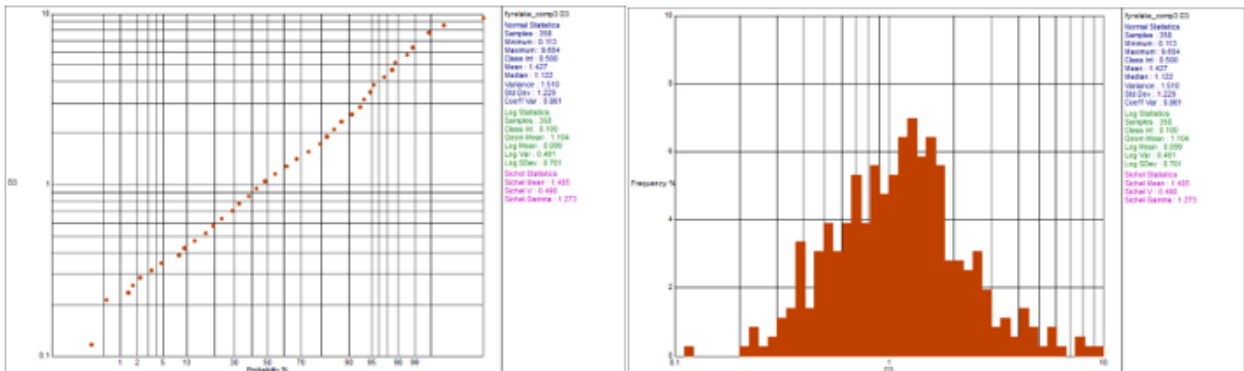 10
1
0.1
D3
1 2 5 10 30 50 70 90 95 98 99
Probability %
fyrelake_comp3 D3
Normal Statistics
Samples : 358
Minimum : 0.113
Maximum : 9.604
Class Int : 0.500
Mean : 1.427
Median : 1.122
Variance : 1.510
Std Dev : 1.229
Coeff Var : 0.861
Log Statistics
Samples : 358
Class Int : 0.100
Geom Mean : 1.104
Log Mean : 0.099
Log Var : 0.491
Log SDev : 0.701
Sichel Statistics
Sichel Mean : 1.405
Sichel V : 0.490
Sichel Gamma : 1.273
10
8
6
Frequency %
4
2
0
0.1 1 10
D3
fyrelake_comp3 D3
Normal Statistics
Samples : 358
Minimum : 0.113
Maximum : 9.604
Class Int : 0.500
Mean : 1.427
Median : 1.122
Variance : 1.510
Std Dev : 1.229
Coeff Var : 0.861
Log Statistics
Samples : 358
Class Int : 0.100
Geom Mean : 1.104
Log Mean : 0.099
Log Var : 0.491
Log SDev : 0.701
Sichel Statistics
Sichel Mean : 1.405
Sichel V : 0.490
Sichel Gamma : 1.273